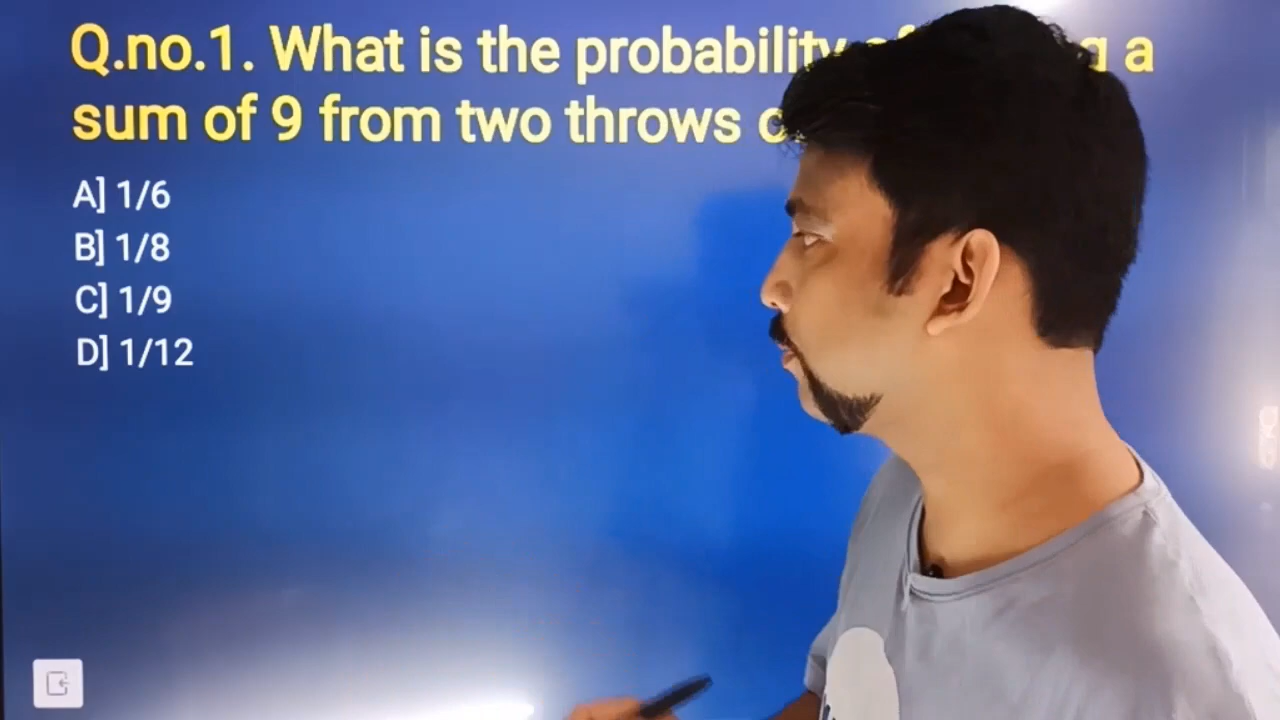 Q.no.1. What is the probability a
sum of 9 from two throws
A] 1/6
B] 1/8
C] 1/9
D] 1/12